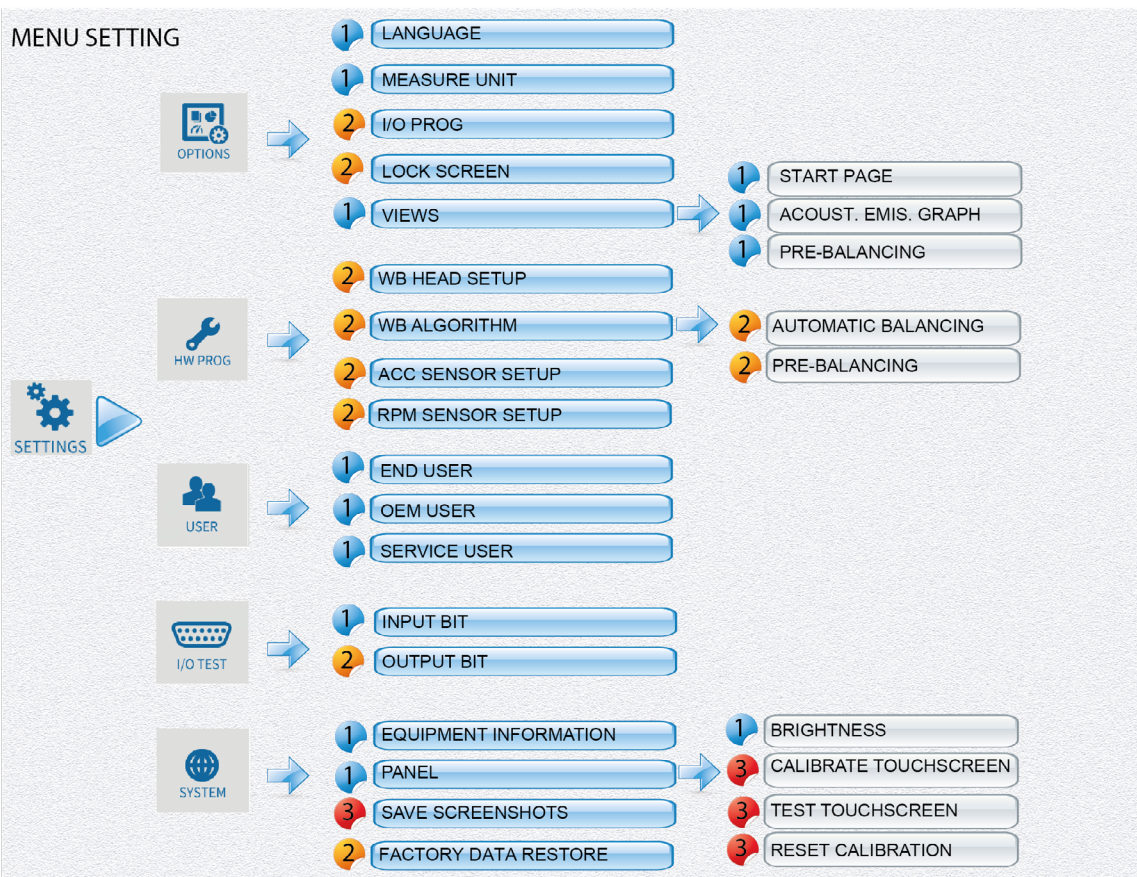 MENU SETTING
1 LANGUAGE
1 MEASURE UNIT
2 I/O PROG
2 LOCK SCREEN
1 VIEWS
OPTIONS
1 START PAGE
1 ACOUST. EMIS. GRAPH
1 PRE-BALANCING
2 WB HEAD SETUP
2 WB ALGORITHM
2 ACC SENSOR SETUP
2 RPM SENSOR SETUP
HW PROG
2 AUTOMATIC BALANCING
2 PRE-BALANCING
SETTINGS
1 END USER
1 OEM USER
1 SERVICE USER
USER
1 INPUT BIT
2 OUTPUT BIT
I/O TEST
1 EQUIPMENT INFORMATION
1 PANEL
3 SAVE SCREENSHOTS
2 FACTORY DATA RESTORE
SYSTEM
1 BRIGHTNESS
3 CALIBRATE TOUCHSCREEN
3 TEST TOUCHSCREEN
3 RESET CALIBRATION